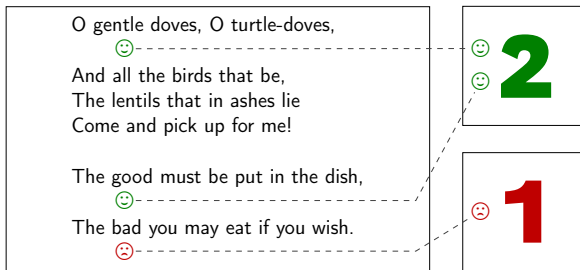 O gentle doves, O turtle-doves,
And all the birds that be,
The lentils that in ashes lie
Come and pick up for me!
The good must be put in the dish,
The bad you may eat if you wish.
2
1